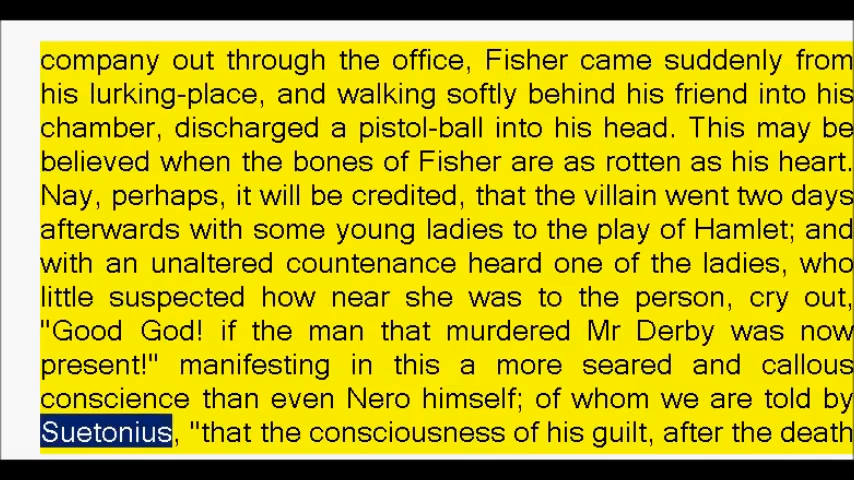 company out through the office, Fisher came suddenly from
his lurking-place, and walking softly behind his friend into his
chamber, discharged a pistol-ball into his head. This may be
believed when the bones of Fisher are as rotten as his heart.
Nay, perhaps, it will be credited, that the villain went two days
afterwards with some young ladies to the play of Hamlet; and
with an unaltered countenance heard one of the ladies, who
little suspected how near she was to the person, cry out,
"Good God! if the man that murdered Mr Derby was now
present!" manifesting in this a more seared and callous
conscience than even Nero himself; of whom we are told by
Suetonius, "that the consciousness of his guilt, after the death